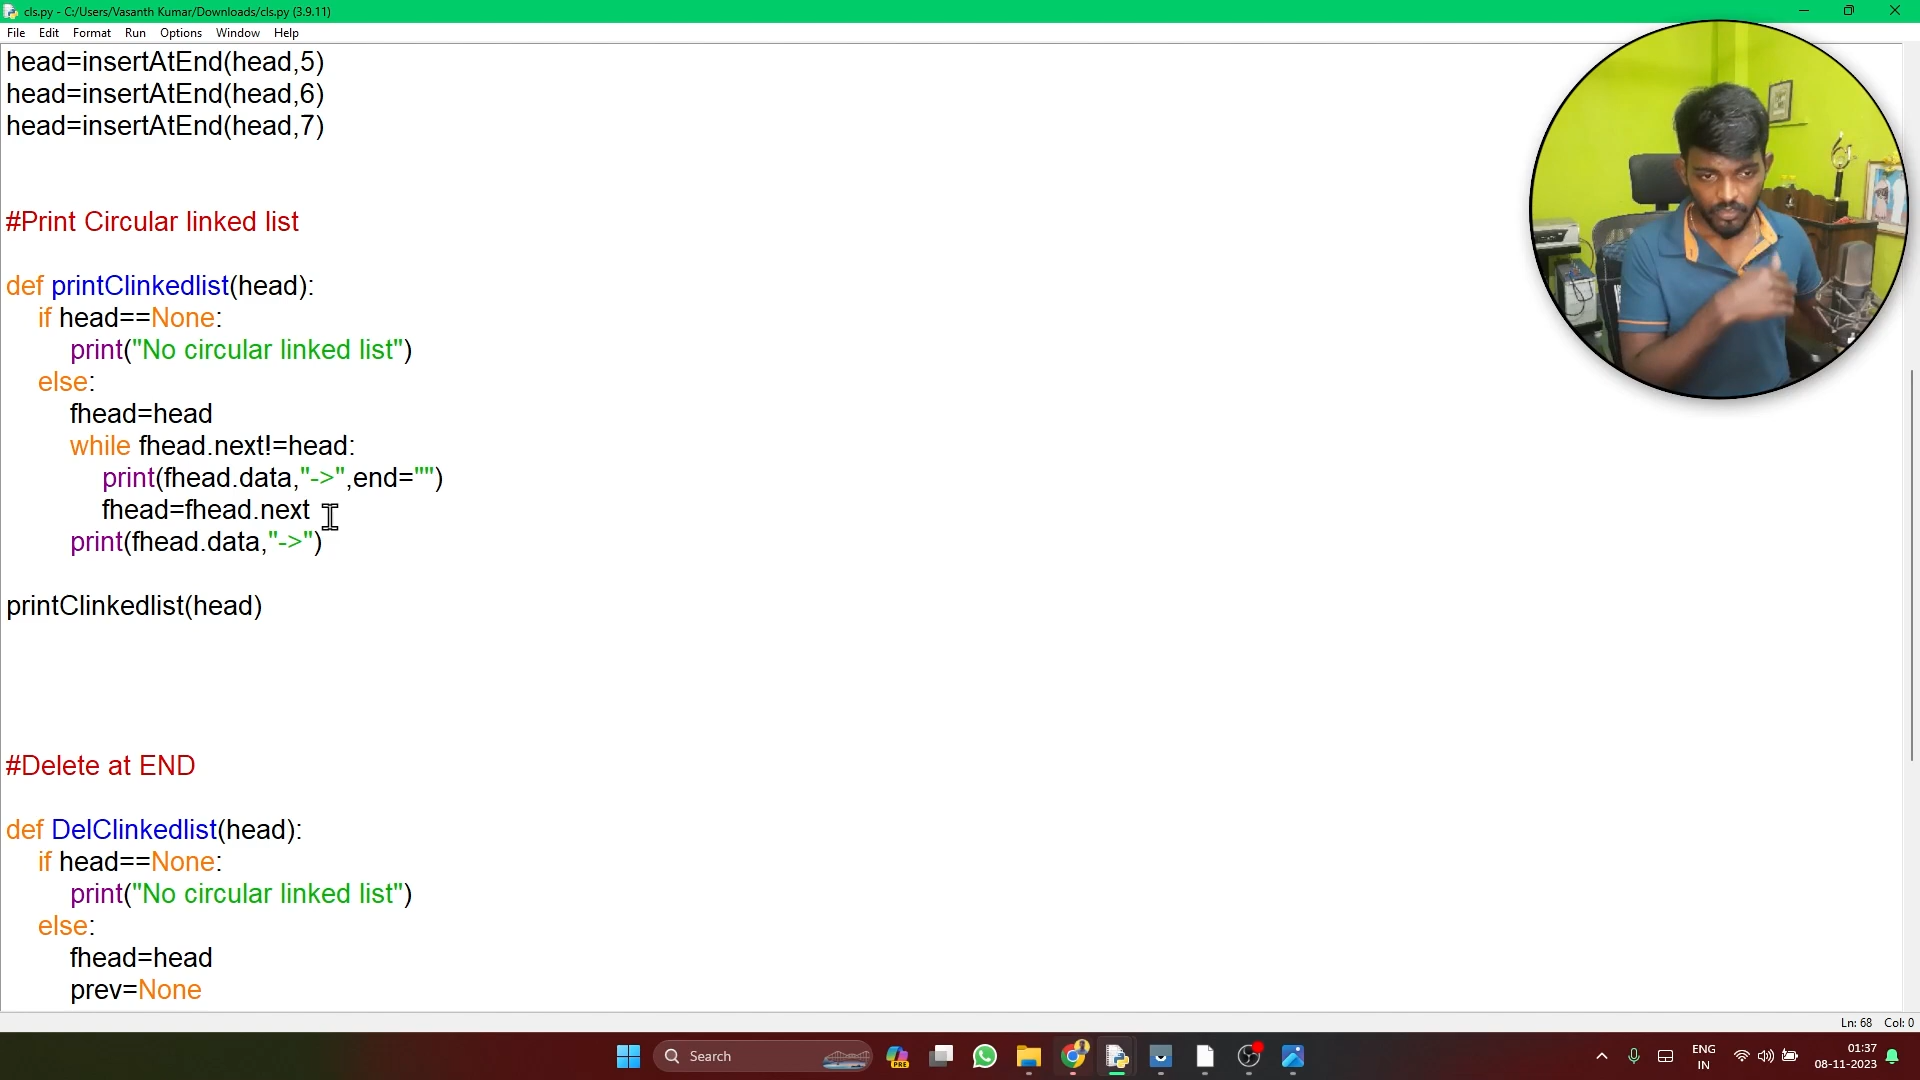 cls.py - C:/Users/Vasanth Kumar/Downloads/cls.py (3.9.11)
File Edit Format Run Options Window Help
head=insertAtEnd(head,5)
head=insertAtEnd(head,6)
head=insertAtEnd(head,7)
#Print Circular linked list
def printClinkedlist(head):
if head==None:
print("No circular linked list")
else:
fhead=head
while fhead.next!=head:
print(fhead.data,"->",end="")
fhead=fhead.next
print(fhead.data,"->")
printClinkedlist(head)
#Delete at END
def DelClinkedlist(head):
if head==None:
print("No circular linked list")
else:
fhead=head
prev=None
Ln: 68 Col: 0
Search
PRE
ENG
IN
01:37
08-11-2023